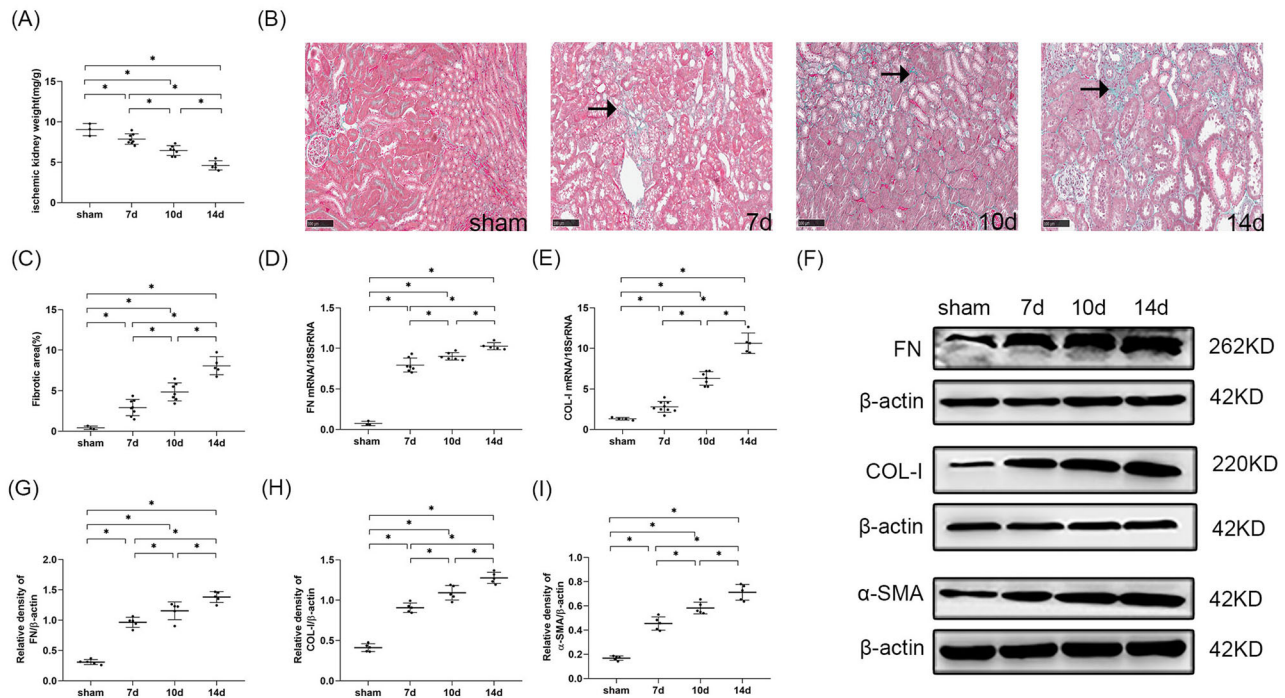 (A)
ischemic kidney weight(mg/g)
15
10
5
0
* * * * *
sham 7d 10d 14d
(B)
sham
7d
10d
14d
(C)
Fibrotic area(%)
15
10
5
0
* * * * * *
sham 7d 10d 14d
(D)
FN mRNA/18SrRNA
1.5
1.0
0.5
0.0
* * * * * *
sham 7d 10d 14d
(E)
COL-I mRNA/18SrRNA
15
10
5
0
* * * * * *
sham 7d 10d 14d
(F)
sham 7d 10d 14d
FN 262KD
β-actin 42KD
COL-I 220KD
β-actin 42KD
α-SMA 42KD
β-actin 42KD
(G)
Relative density of
FN/β-actin
2.0
1.5
1.0
0.5
0.0
* * * * * *
sham 7d 10d 14d
(H)
Relative density of
COL-I/β-actin
1.5
1.0
0.5
0.0
* * * * * *
sham 7d 10d 14d
(I)
Relative density of
α-SMA/β-actin
1.0
0.8
0.6
0.4
0.2
0.0
* * * * * *
sham 7d 10d 14d